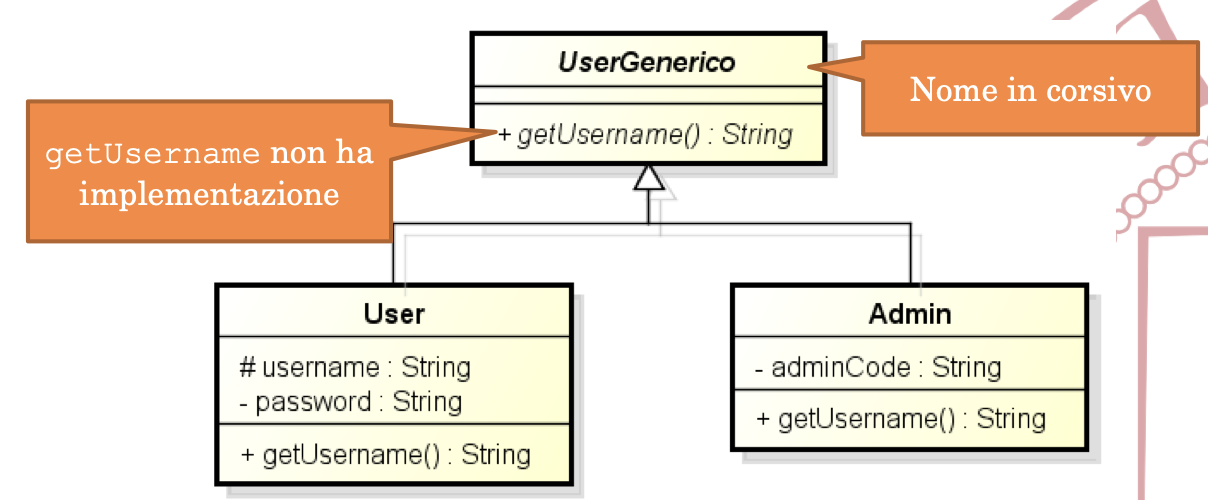 UserGenerico
Nome in corsivo
+ getUsername() : String
getUsername non ha
implementazione
User
# username : String
- password : String
+ getUsername() : String
Admin
- adminCode : String
+ getUsername() : String